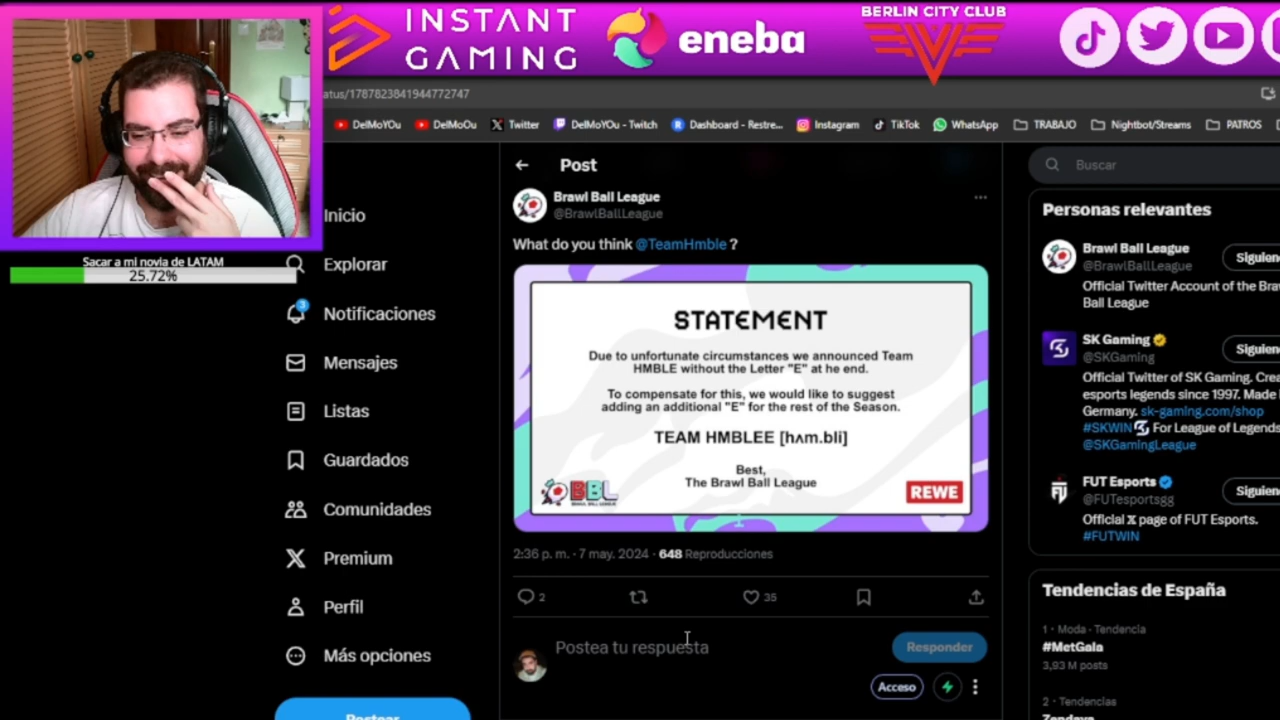 INSTANT
GAMING
eneba
BERLIN CITY CLUB
atus/1787823841944772747
DelMoYOu
DelMoOu
Twitter
DelMoYOu - Twitch
Dashboard - Restre...
Instagram
TikTok
WhatsApp
TRABAJO
Nightbot/Streams
PATROS
Sacar a mi novia de LATAM
25.72%
Inicio
Explorar
3
Notificaciones
Mensajes
Listas
Guardados
Comunidades
Premium
Perfil
Más opciones
Postear
Post
Brawl Ball League
@BrawlBallLeague
What do you think @TeamHmble ?
STATEMENT
Due to unfortunate circumstances we announced Team
HMBLE without the Letter "E" at he end.
To compensate for this, we would like to suggest
adding an additional "E" for the rest of the Season.
TEAM HMBLEE [hʌm.bli]
Best,
The Brawl Ball League
BBL
BRAWL BALL LEAGUE
REWE
2:36 p. m. · 7 may. 2024 · 648 Reproducciones
2
35
Postea tu respuesta
Responder
Acceso
Buscar
Personas relevantes
Brawl Ball League
@BrawlBallLeague
Siguien
Official Twitter Account of the Bra
Ball League
SK Gaming
@SKGaming
Siguien
Official Twitter of SK Gaming. Crea
esports legends since 1997. Made i
Germany. sk-gaming.com/shop
#SKWIN For League of Legends
@SKGamingLeague
FUT Esports
@FUTesportsgg
Siguien
Official X page of FUT Esports.
#FUTWIN
Tendencias de España
1 · Moda · Tendencia
#MetGala
3,93 M posts
2 · Tendencias
Zendaya